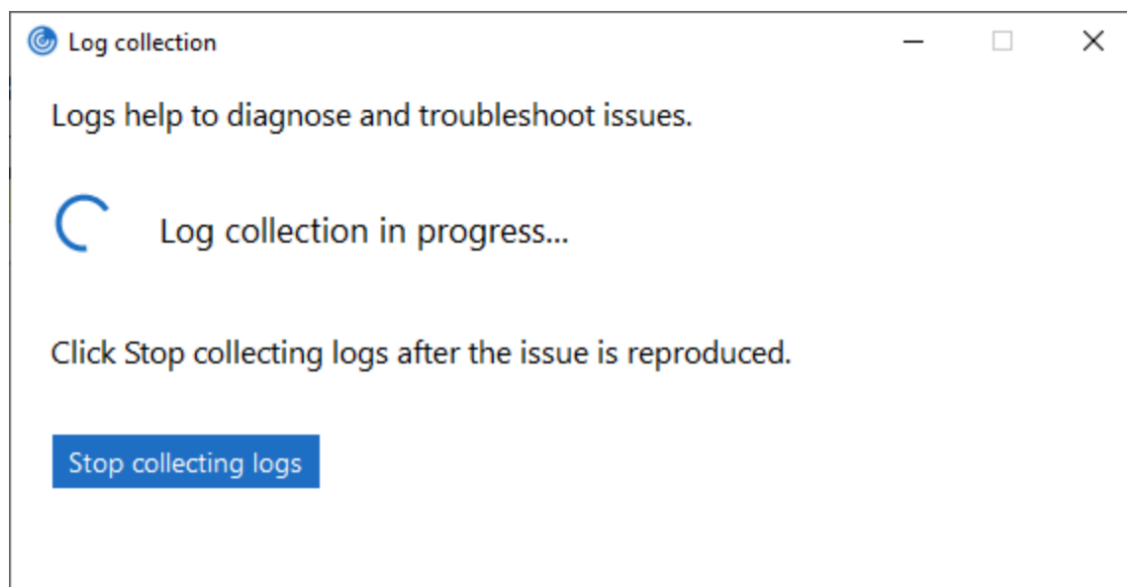 Log collection
Logs help to diagnose and troubleshoot issues.
Log collection in progress...
Click Stop collecting logs after the issue is reproduced.
Stop collecting logs